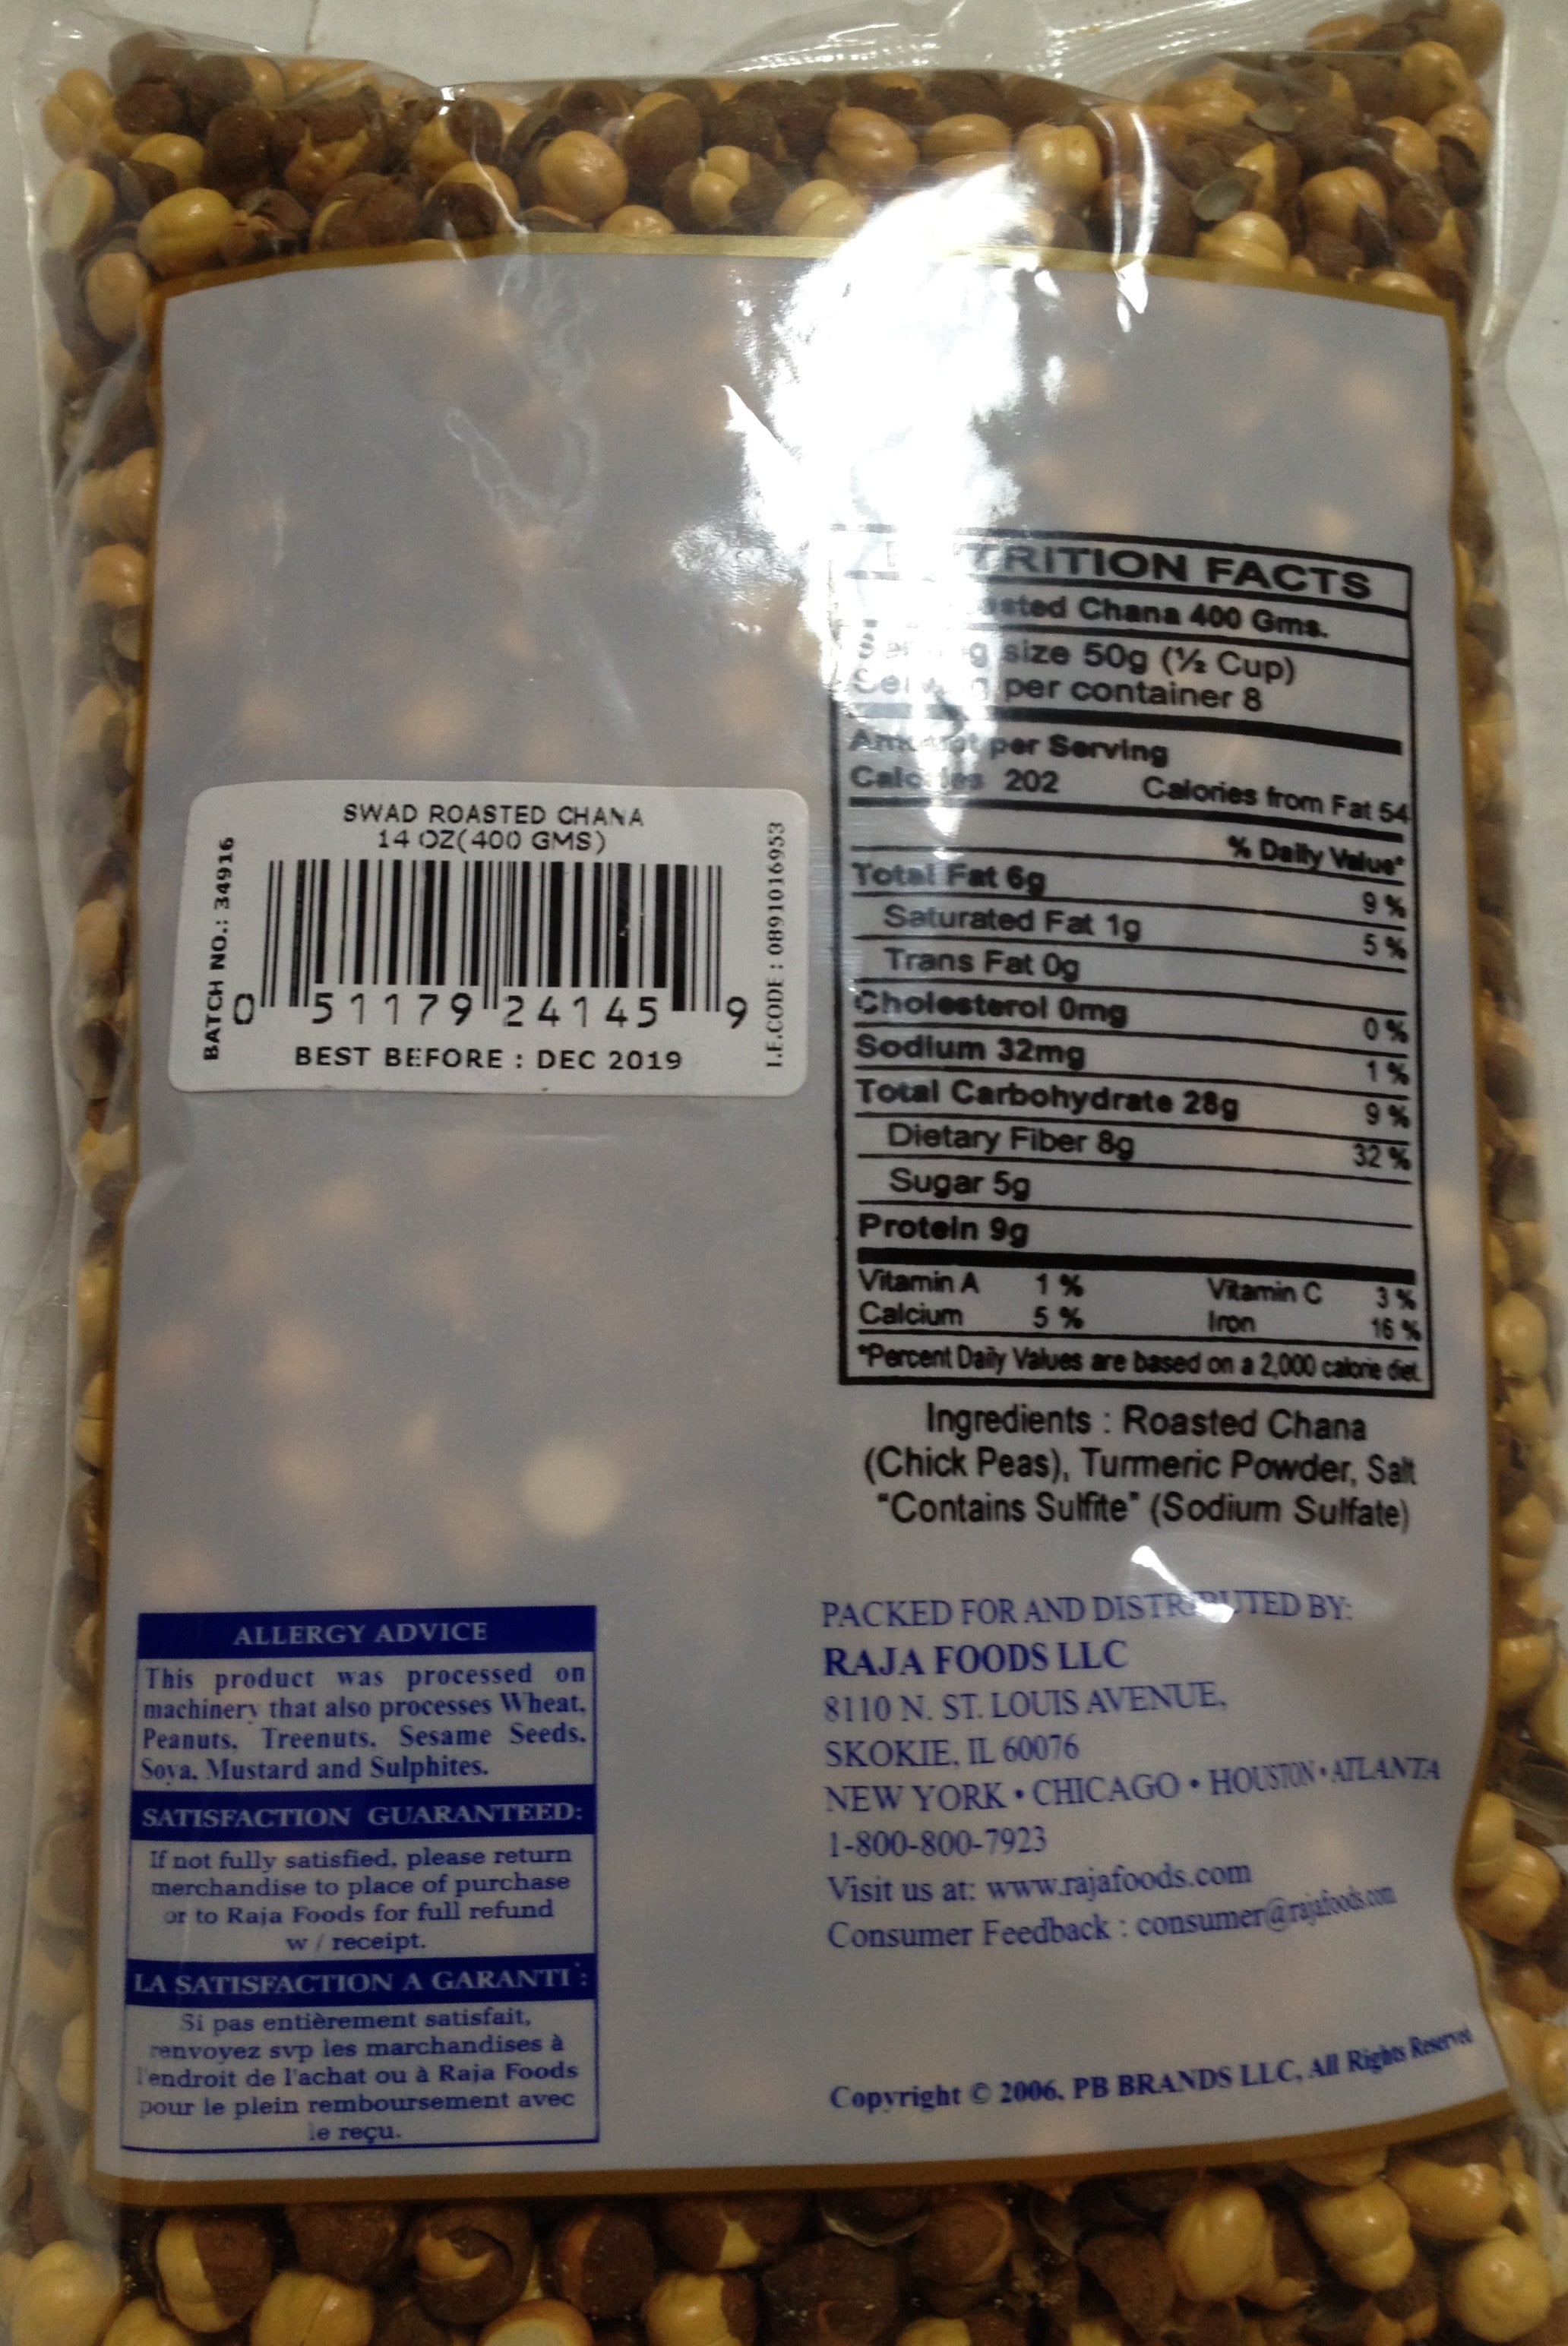 SWAD ROASTED CHANA
14 OZ(400 GMS)
BATCH NO.: 34916
I.E.CODE : 0891016953
0 51179 24145 9
BEST BEFORE : DEC 2019
NUTRITION FACTS
Roasted Chana 400 Gms.
Serving size 50g (½ Cup)
Serving per container 8
Amount per Serving
Calories 202 Calories from Fat 54
% Daily Value*
Total Fat 6g 9 %
Saturated Fat 1g 5 %
Trans Fat 0g
Cholesterol 0mg 0 %
Sodium 32mg 1 %
Total Carbohydrate 28g 9 %
Dietary Fiber 8g 32 %
Sugar 5g
Protein 9g
Vitamin A 1 % Vitamin C 3 %
Calcium 5 % Iron 16 %
*Percent Daily Values are based on a 2,000 calorie diet.
Ingredients : Roasted Chana
(Chick Peas), Turmeric Powder, Salt
"Contains Sulfite" (Sodium Sulfate)
ALLERGY ADVICE
This product was processed on
machinery that also processes Wheat,
Peanuts, Treenuts, Sesame Seeds,
Soya, Mustard and Sulphites.
SATISFACTION GUARANTEED:
If not fully satisfied, please return
merchandise to place of purchase
or to Raja Foods for full refund
w / receipt.
LA SATISFACTION A GARANTI :
Si pas entièrement satisfait,
renvoyez svp les marchandises à
l'endroit de l'achat ou à Raja Foods
pour le plein remboursement avec
le reçu.
PACKED FOR AND DISTRIBUTED BY:
RAJA FOODS LLC
8110 N. ST. LOUIS AVENUE,
SKOKIE, IL 60076
NEW YORK • CHICAGO • HOUSTON • ATLANTA
1-800-800-7923
Visit us at: www.rajafoods.com
Consumer Feedback : consumer@rajafoods.com
Copyright © 2006, PB BRANDS LLC, All Rights Reserved